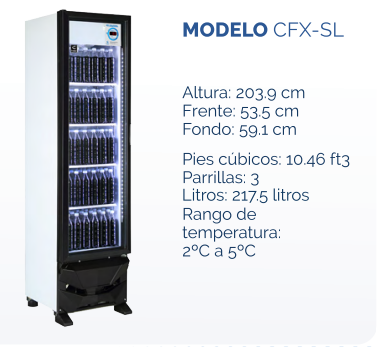 MODELO CFX-SL
Altura: 203.9 cm
Frente: 53.5 cm
Fondo: 59.1 cm
Pies cúbicos: 10.46 ft3
Parrillas: 3
Litros: 217.5 litros
Rango de
temperatura:
2ºC a 5ºC